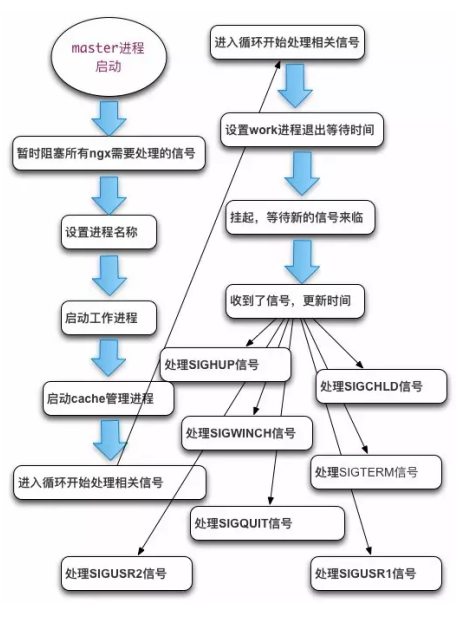 master进程
启动
暂时阻塞所有ngx需要处理的信号
设置进程名称
启动工作进程
启动cache管理进程
进入循环开始处理相关信号
进入循环开始处理相关信号
设置work进程退出等待时间
挂起，等待新的信号来临
收到了信号，更新时间
处理SIGHUP信号
处理SIGCHLD信号
处理SIGWINCH信号
处理SIGTERM信号
处理SIGQUIT信号
处理SIGUSR2信号
处理SIGUSR1信号